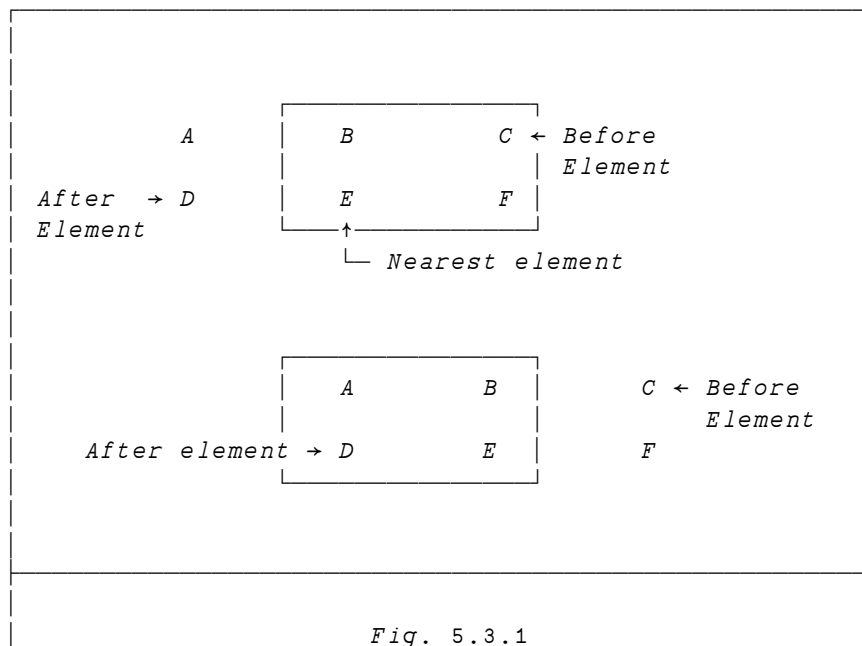 A B C ← Before
Element
After → D E F
Element
Nearest element
A B C ← Before
Element
After element → D E F
Fig. 5.3.1